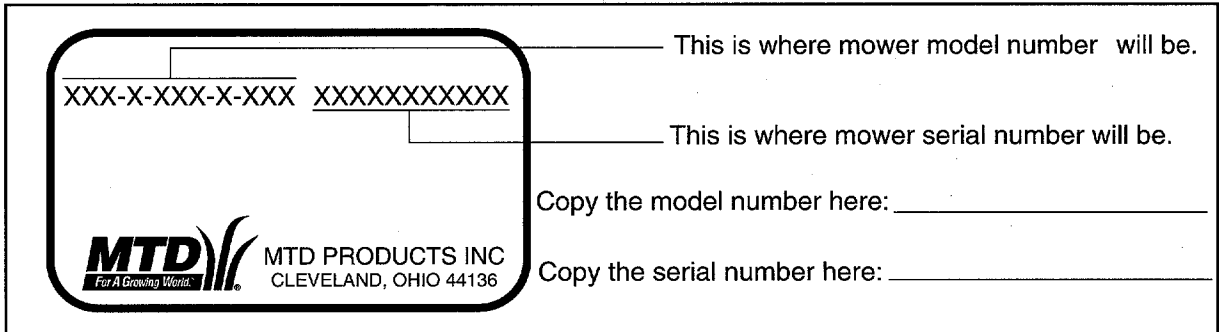 This is where mower model number will be.
XXX-X-XXX-X-XXX XXXXXXXXXXX
This is where mower serial number will be.
Copy the model number here:
MTD
For A Growing World.
®
MTD PRODUCTS INC
CLEVELAND, OHIO 44136
Copy the serial number here: